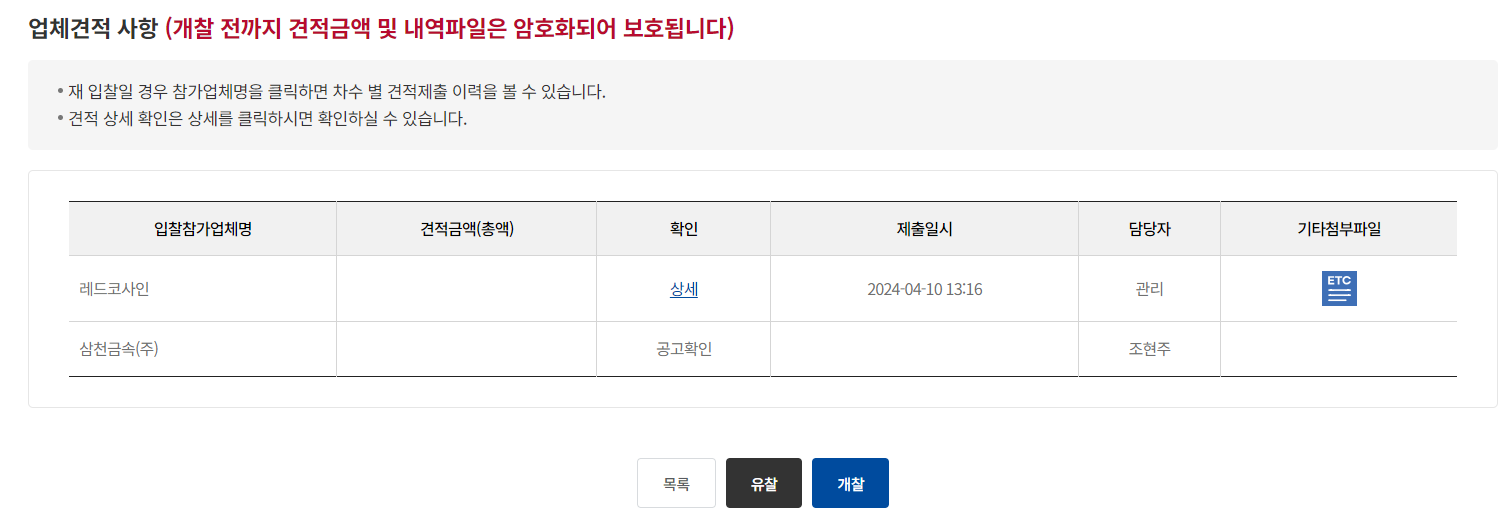 업체견적 사항 (개찰 전까지 견적금액 및 내역파일은 암호화되어 보호됩니다)
• 재 입찰일 경우 참가업체명을 클릭하면 차수 별 견적제출 이력을 볼 수 있습니다.
• 견적 상세 확인은 상세를 클릭하시면 확인하실 수 있습니다.
입찰참가업체명 견적금액(총액) 확인 제출일시 담당자 기타첨부파일
레드코사인 상세 2024-04-10 13:16 관리 ETC
삼천금속(주) 공고확인 조현주
목록 유찰 개찰